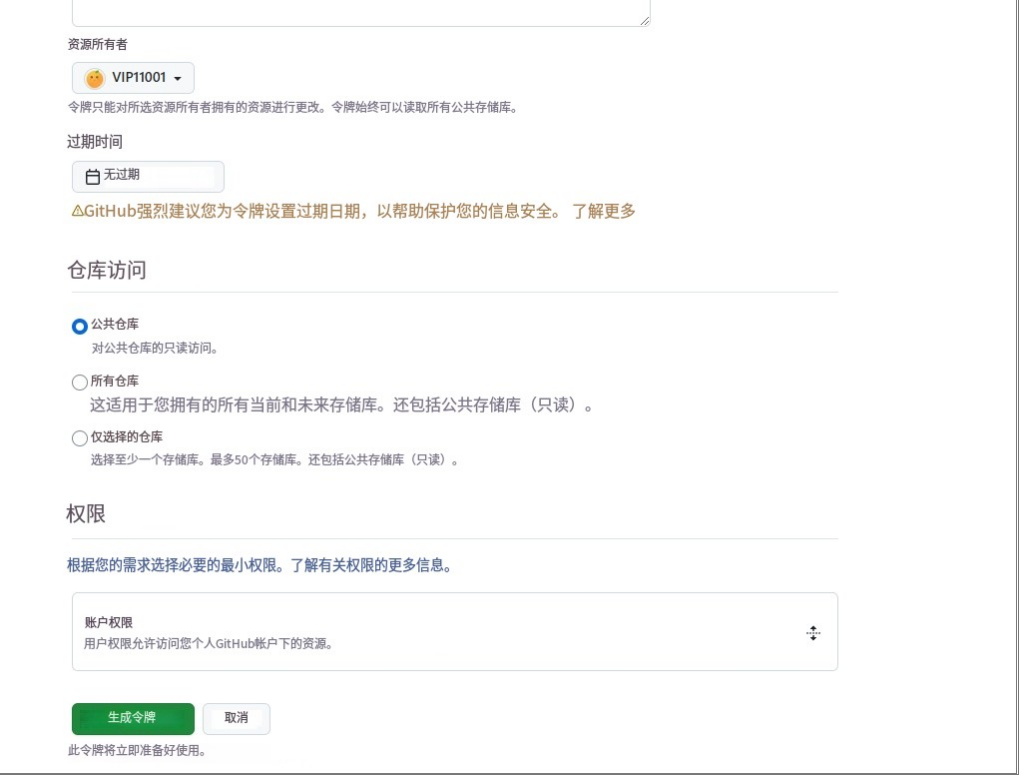 资源所有者
VIP11001
令牌只能对所选资源所有者拥有的资源进行更改。令牌始终可以读取所有公共存储库。
过期时间
无过期
GitHub强烈建议您为令牌设置过期日期，以帮助保护您的信息安全。 了解更多
仓库访问
公共仓库
对公共仓库的只读访问。
所有仓库
这适用于您拥有的所有当前和未来存储库。还包括公共存储库（只读）。
仅选择的仓库
选择至少一个存储库。最多50个存储库。还包括公共存储库（只读）。
权限
根据您的需求选择必要的最小权限。了解有关权限的更多信息。
账户权限
用户权限允许访问您个人GitHub帐户下的资源。
生成令牌 取消
此令牌将立即准备好使用。